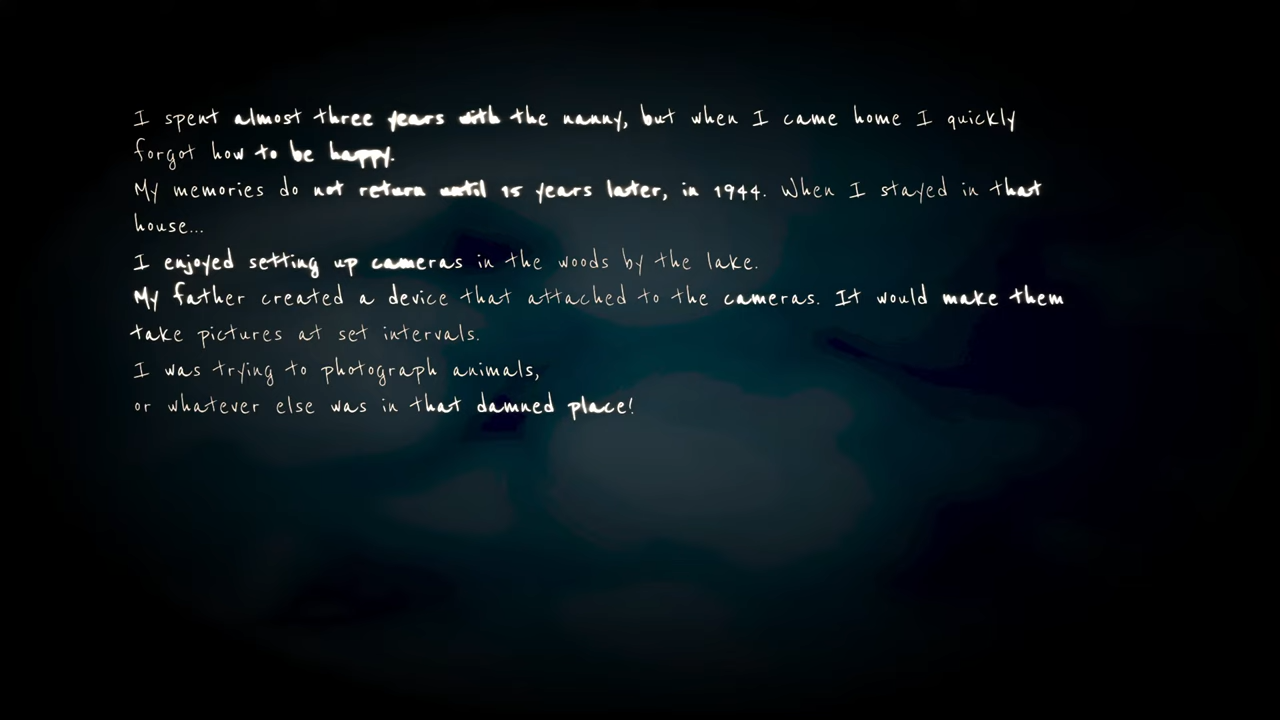 I spent almost three years with the nanny, but when I came home I quickly
forgot how to be happy.
My memories do not return until 15 years later, in 1944. When I stayed in that
house...
I enjoyed setting up cameras in the woods by the lake.
My father created a device that attached to the cameras. It would make them
take pictures at set intervals.
I was trying to photograph animals,
or whatever else was in that damned place!